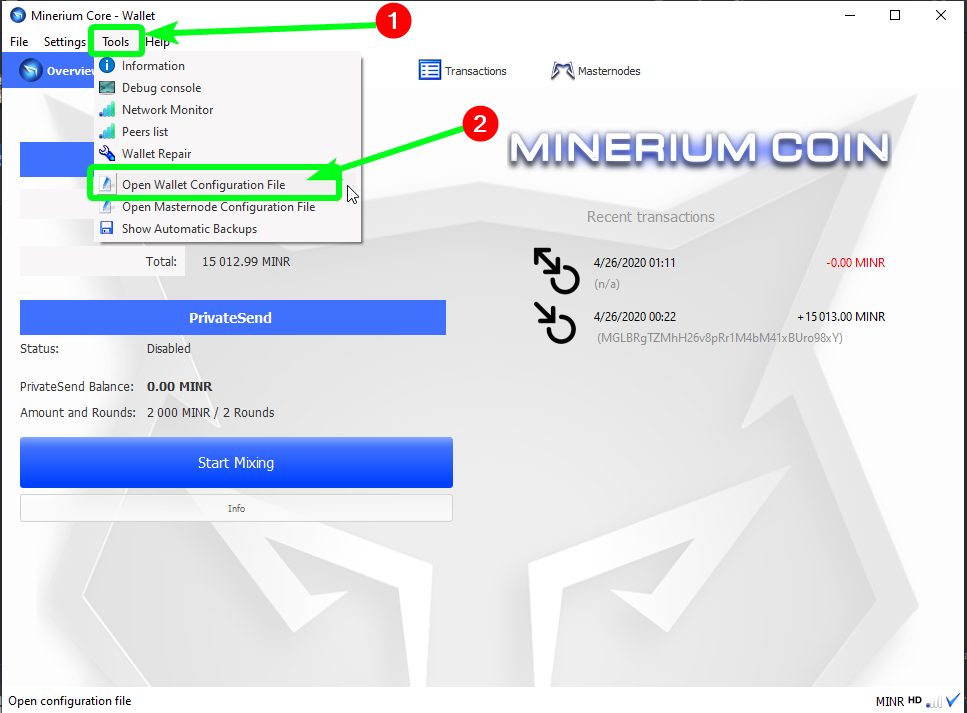 Minerium Core - Wallet
1
File Settings Tools Help
Overview
Transactions
Masternodes
Information
Debug console
Network Monitor
Peers list
Wallet Repair
Open Wallet Configuration File
Open Masternode Configuration File
Show Automatic Backups
2
MINERIUM COIN
Total: 15 012.99 MINR
PrivateSend
Status: Disabled
PrivateSend Balance: 0.00 MINR
Amount and Rounds: 2 000 MINR / 2 Rounds
Start Mixing
Info
Recent transactions
4/26/2020 01:11 -0.00 MINR
(n/a)
4/26/2020 00:22 +15 013.00 MINR
(MGLBRgTZMhH26v8pRr1M4bM41xBUro98xY)
Open configuration file
MINR HD